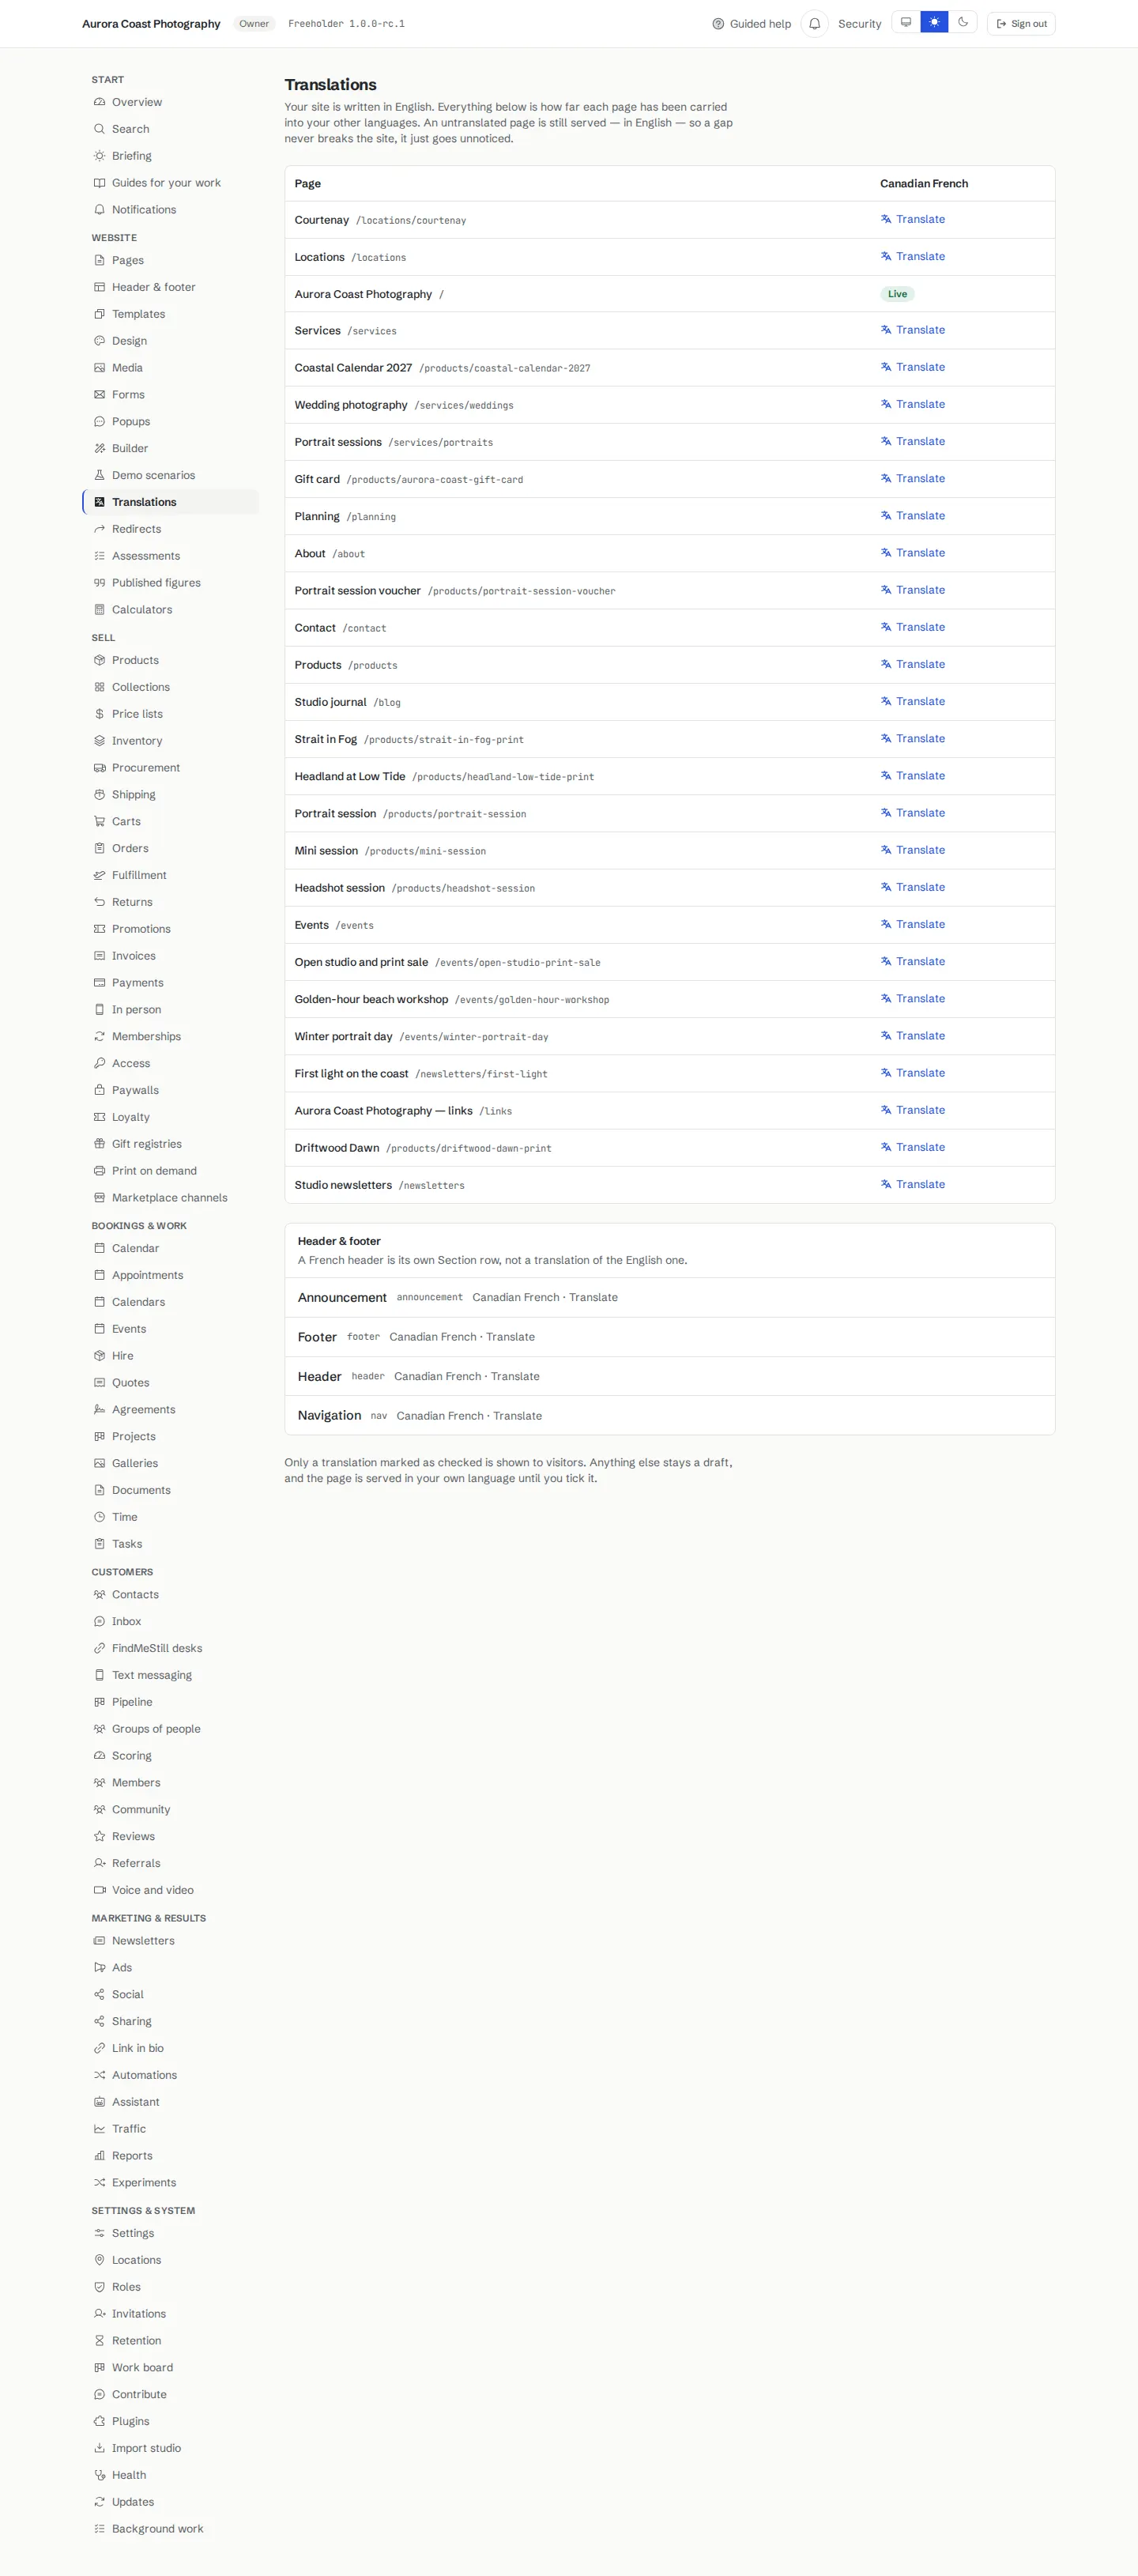 Aurora Coast Photography Owner Freeholder 1.0.0-rc.1 Guided help Security Sign out
START
Overview
Search
Briefing
Guides for your work
Notifications
WEBSITE
Pages
Header & footer
Templates
Design
Media
Forms
Popups
Builder
Demo scenarios
Translations
Redirects
Assessments
Published figures
Calculators
SELL
Products
Collections
Price lists
Inventory
Procurement
Shipping
Carts
Orders
Fulfillment
Returns
Promotions
Invoices
Payments
In person
Memberships
Access
Paywalls
Loyalty
Gift registries
Print on demand
Marketplace channels
BOOKINGS & WORK
Calendar
Appointments
Calendars
Events
Hire
Quotes
Agreements
Projects
Galleries
Documents
Time
Tasks
CUSTOMERS
Contacts
Inbox
FindMeStill desks
Text messaging
Pipeline
Groups of people
Scoring
Members
Community
Reviews
Referrals
Voice and video
MARKETING & RESULTS
Newsletters
Ads
Social
Sharing
Link in bio
Automations
Assistant
Traffic
Reports
Experiments
SETTINGS & SYSTEM
Settings
Locations
Roles
Invitations
Retention
Work board
Contribute
Plugins
Import studio
Health
Updates
Background work
Translations
Your site is written in English. Everything below is how far each page has been carried
into your other languages. An untranslated page is still served — in English — so a gap
never breaks the site, it just goes unnoticed.
Page Canadian French
Courtenay /locations/courtenay Translate
Locations /locations Translate
Aurora Coast Photography / Live
Services /services Translate
Coastal Calendar 2027 /products/coastal-calendar-2027 Translate
Wedding photography /services/weddings Translate
Portrait sessions /services/portraits Translate
Gift card /products/aurora-coast-gift-card Translate
Planning /planning Translate
About /about Translate
Portrait session voucher /products/portrait-session-voucher Translate
Contact /contact Translate
Products /products Translate
Studio journal /blog Translate
Strait in Fog /products/strait-in-fog-print Translate
Headland at Low Tide /products/headland-low-tide-print Translate
Portrait session /products/portrait-session Translate
Mini session /products/mini-session Translate
Headshot session /products/headshot-session Translate
Events /events Translate
Open studio and print sale /events/open-studio-print-sale Translate
Golden-hour beach workshop /events/golden-hour-workshop Translate
Winter portrait day /events/winter-portrait-day Translate
First light on the coast /newsletters/first-light Translate
Aurora Coast Photography — links /links Translate
Driftwood Dawn /products/driftwood-dawn-print Translate
Studio newsletters /newsletters Translate
Header & footer
A French header is its own Section row, not a translation of the English one.
Announcement announcement Canadian French · Translate
Footer footer Canadian French · Translate
Header header Canadian French · Translate
Navigation nav Canadian French · Translate
Only a translation marked as checked is shown to visitors. Anything else stays a draft,
and the page is served in your own language until you tick it.